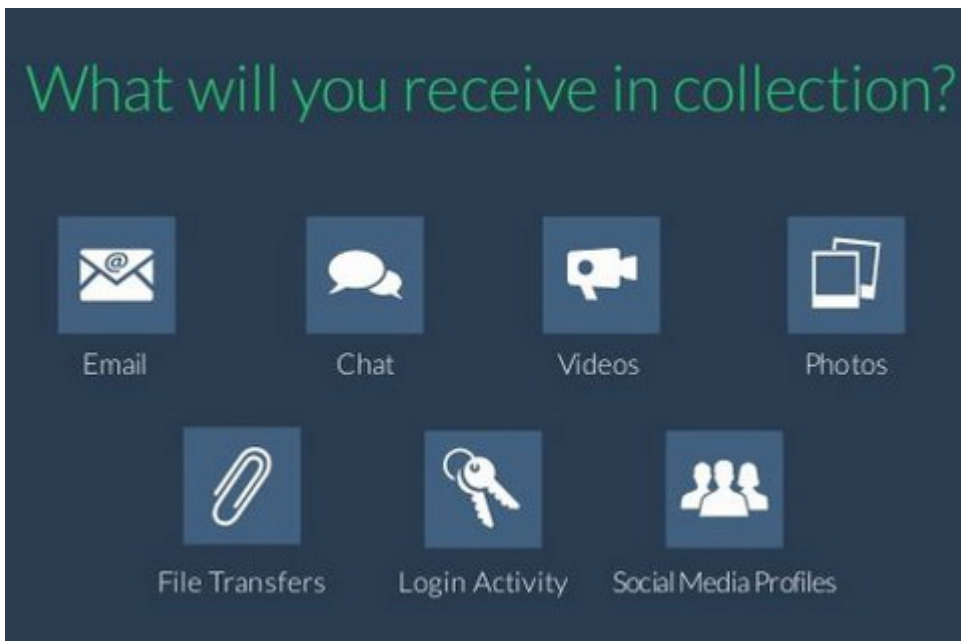 What will you receive in collection?
@
Email Chat Videos Photos
File Transfers Login Activity Social Media Profiles